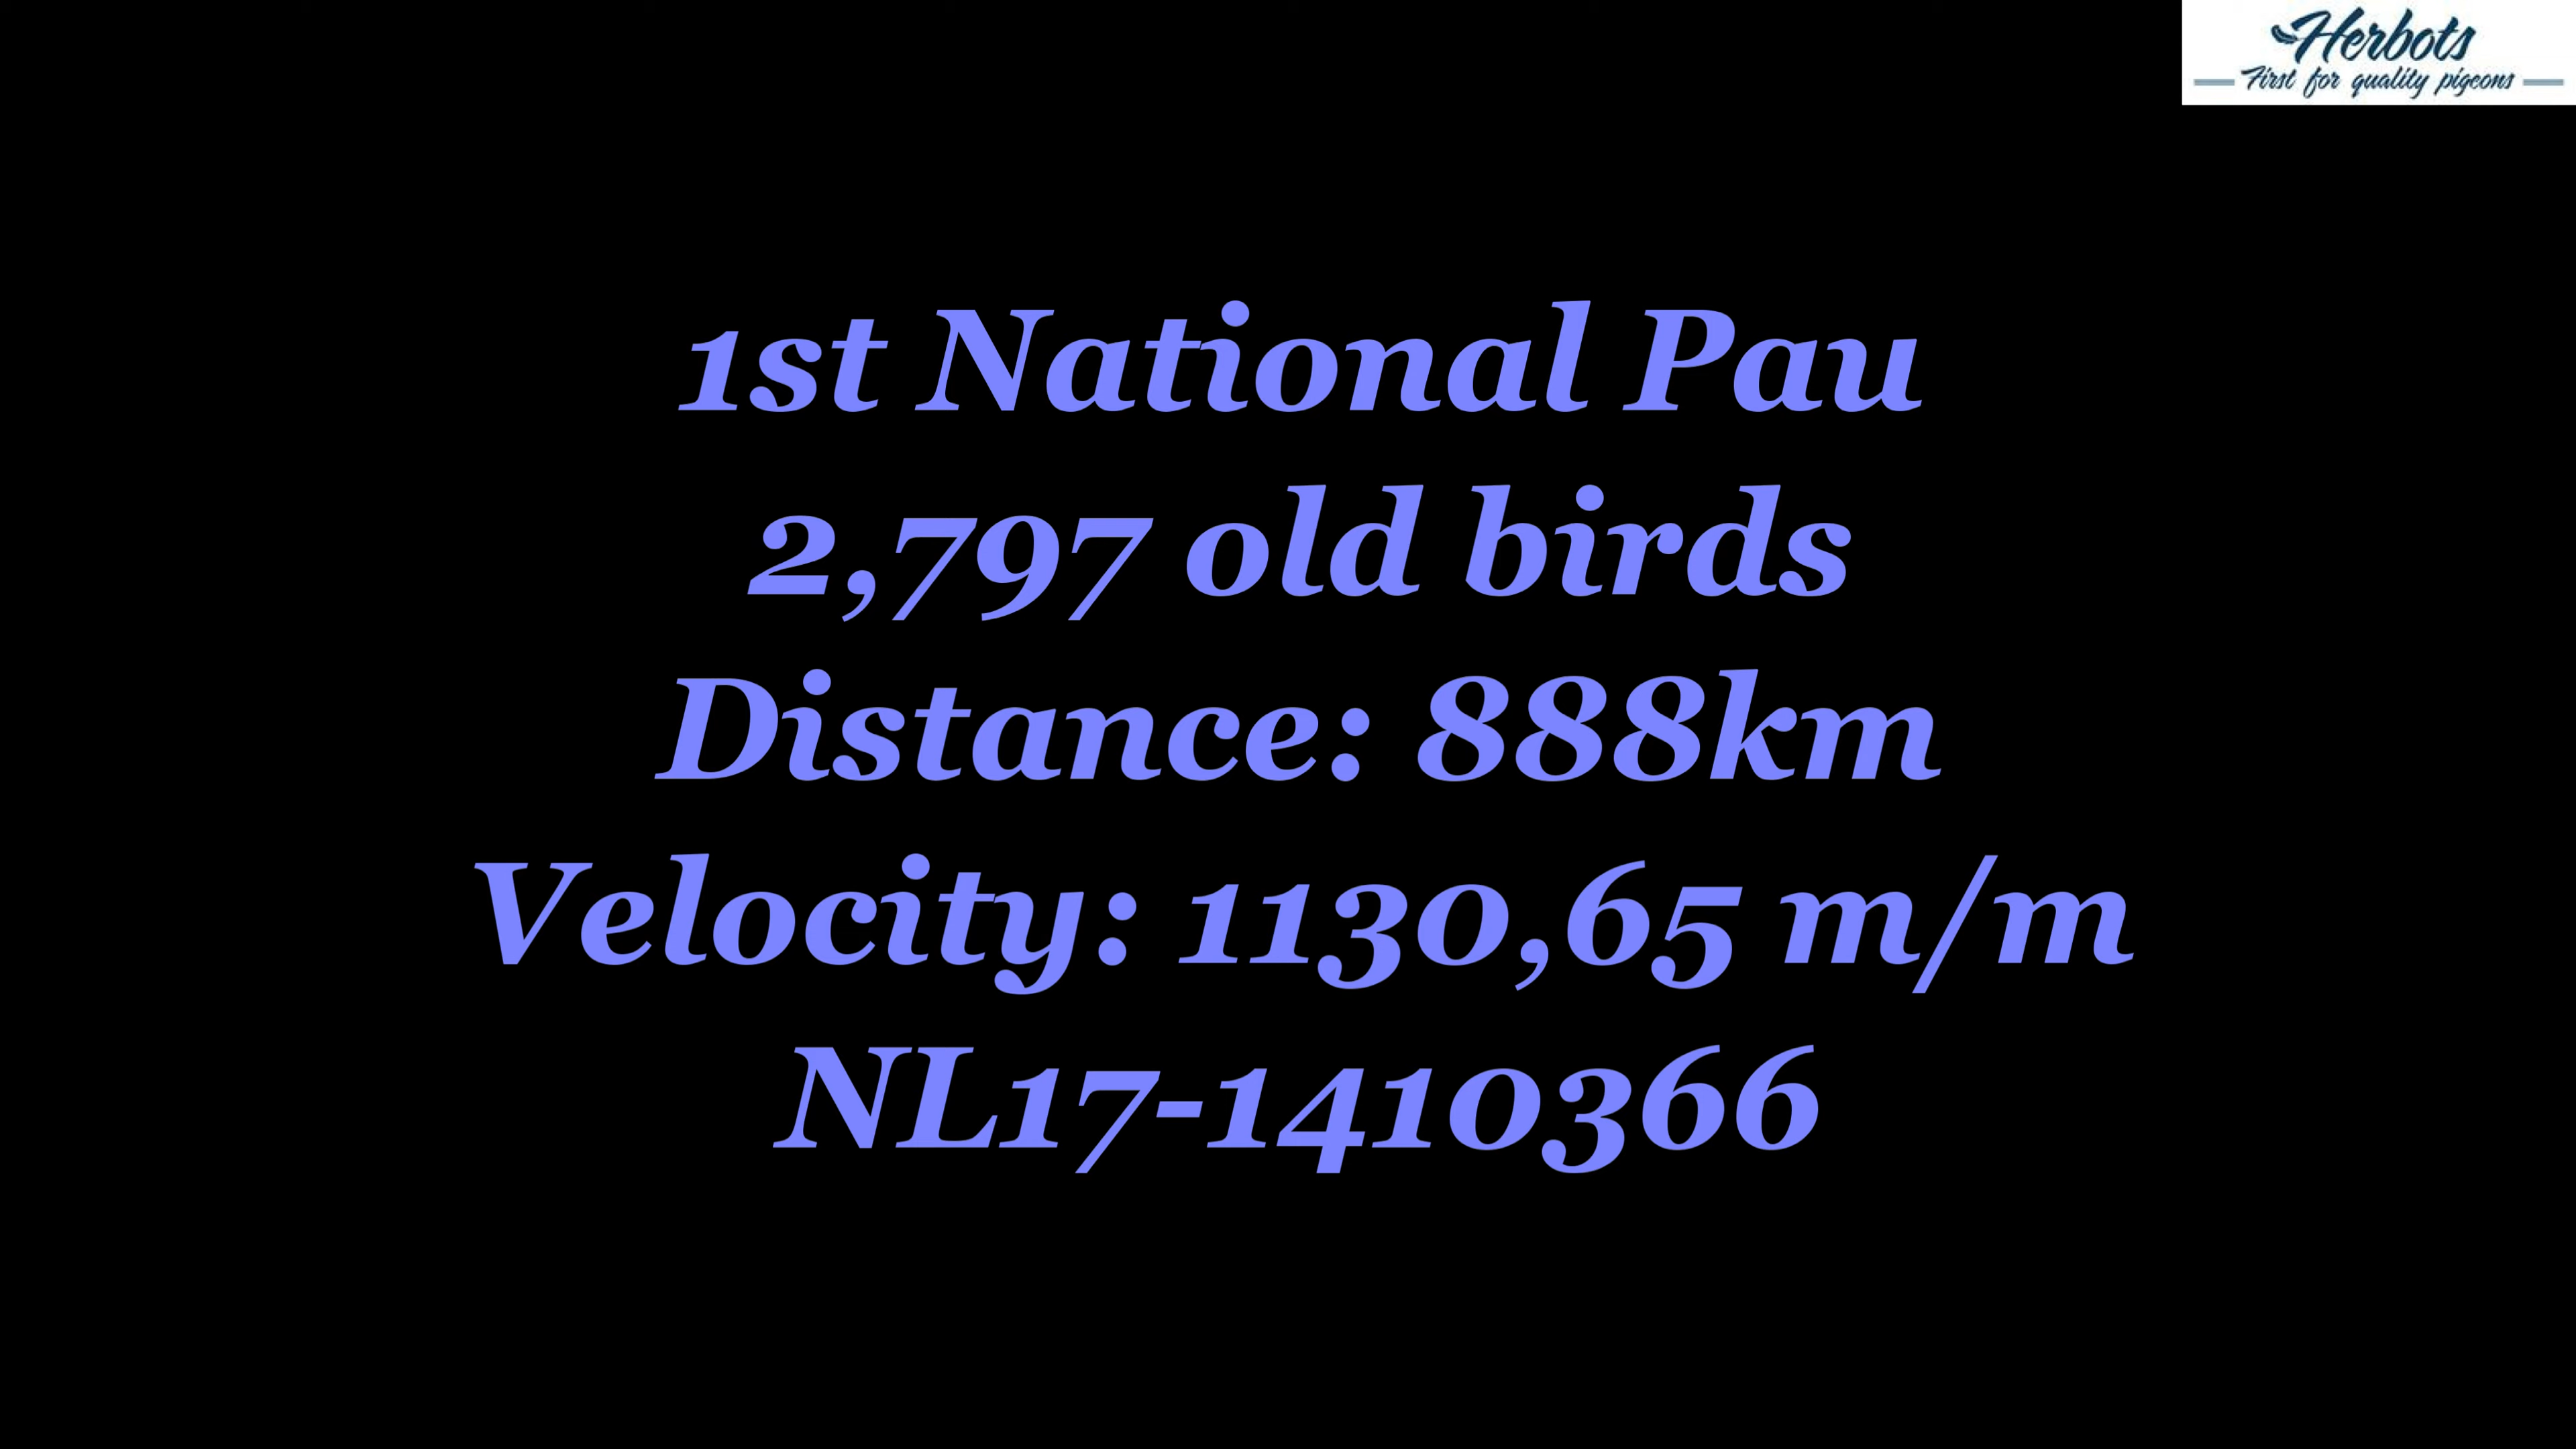 Herbots
First for quality pigeons
1st National Pau
2,797 old birds
Distance: 888km
Velocity: 1130,65 m/m
NL17-1410366